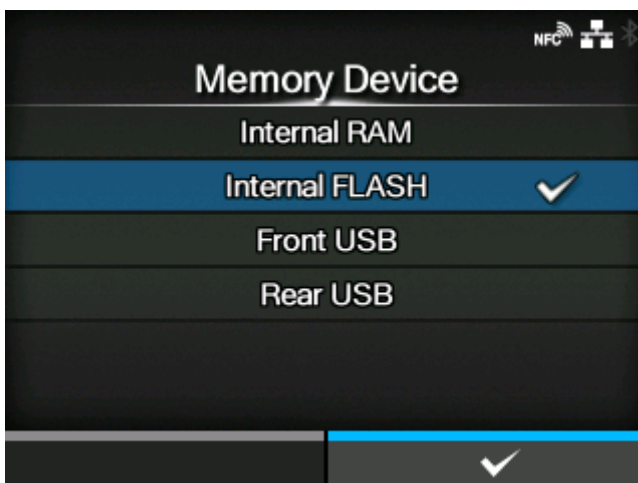 NFC
Memory Device
Internal RAM
Internal FLASH
Front USB
Rear USB